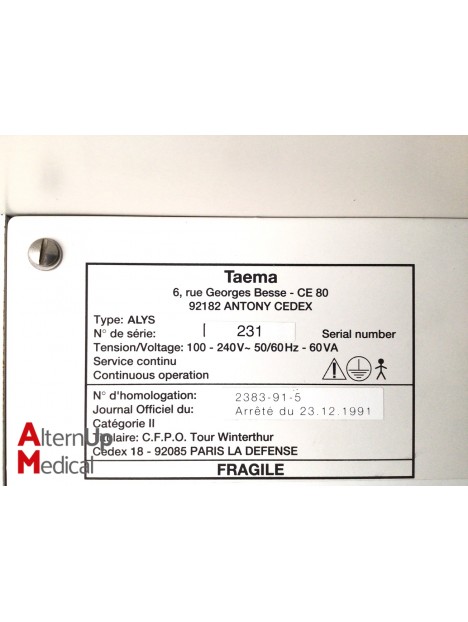 Taema
6, rue Georges Besse - CE 80
92182 ANTONY CEDEX
Type: ALYS
N° de série: 231 Serial number
Tension/Voltage: 100 - 240V~ 50/60Hz - 60VA
Service continu
Continuous operation
N° d'homologation: 2383-91-5
Journal Officiel du: Arrêté du 23.12.1991
Catégorie II
Titulaire: C.F.P.O. Tour Winterthur
Cedex 18 - 92085 PARIS LA DEFENSE
FRAGILE
AlternUp
Medical